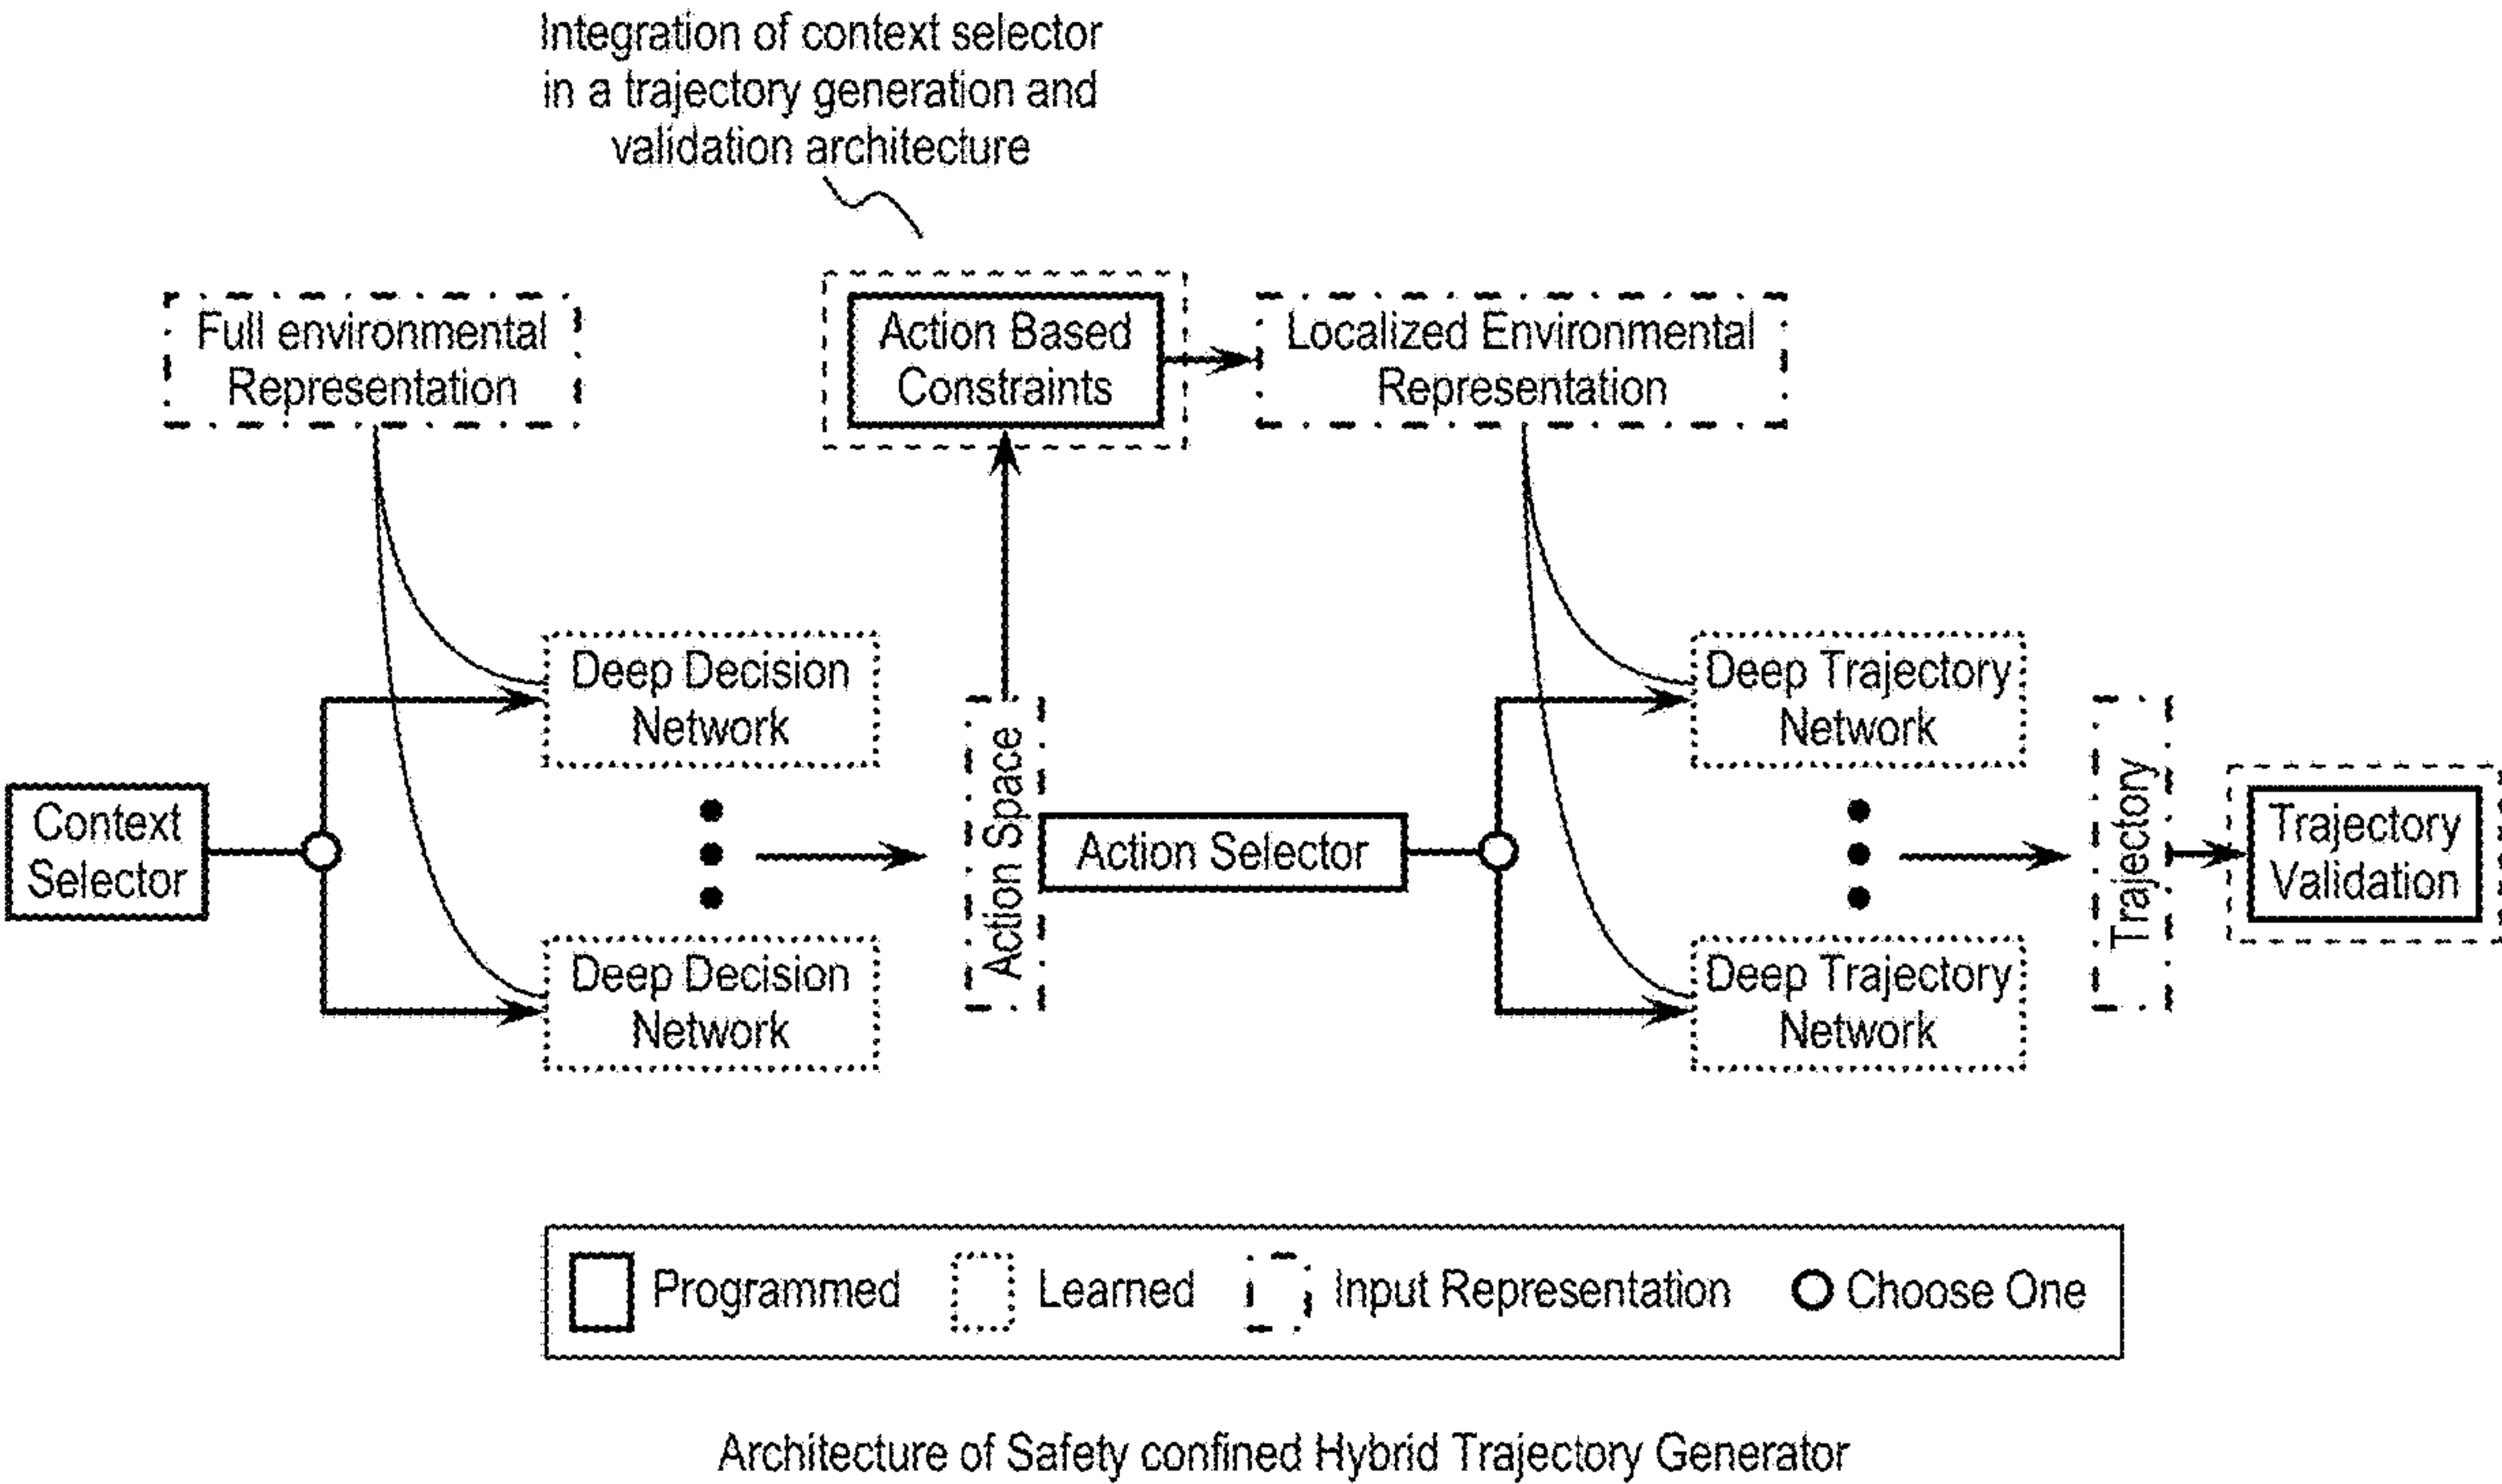 Integration of context selector
in a trajectory generation and
validation architecture
Full environmental
Representation
Action Based
Constraints
Localized Environmental
Representation
Deep Decision
Network
Deep Trajectory
Network
Context
Selector
Action Space
Action Selector
Trajectory
Trajectory
Validation
Deep Decision
Network
Deep Trajectory
Network
Programmed
Learned
Input Representation
Choose One
Architecture of Safety confined Hybrid Trajectory Generator